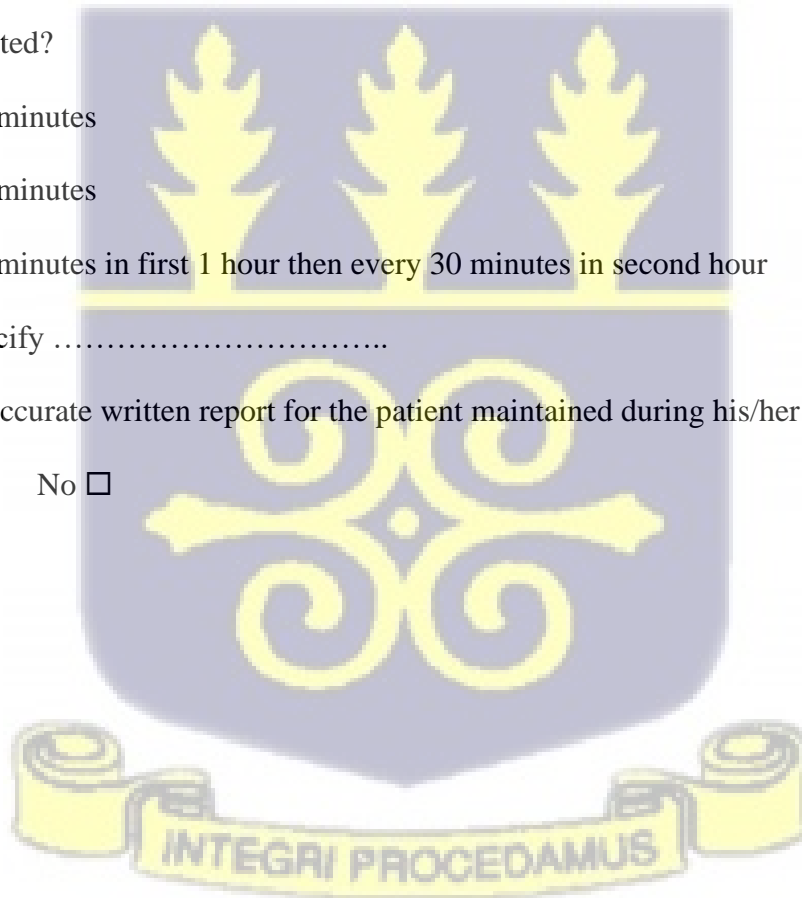 ted?
minutes
minutes
minutes in first 1 hour then every 30 minutes in second hour
cify …………………………..
ccurate written report for the patient maintained during his/her
No ☐
INTEGRI PROCEDAMUS